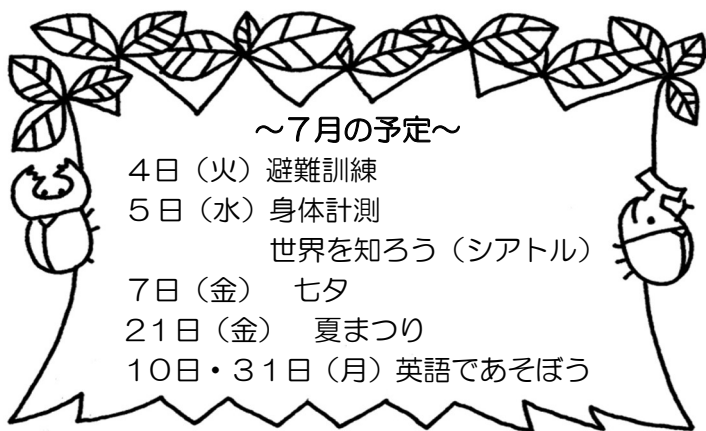 ～７月の予定～
４日（火）避難訓練
５日（水）身体計測
世界を知ろう（シアトル）
７日（金）　七夕
２１日（金）　夏まつり
１０日・３１日（月）英語であそぼう